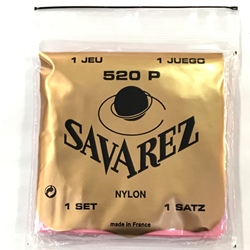 1 JEU 1 JUEGO
520 P
SAVAREZ
NYLON
1 SET 1 SATZ
made in France